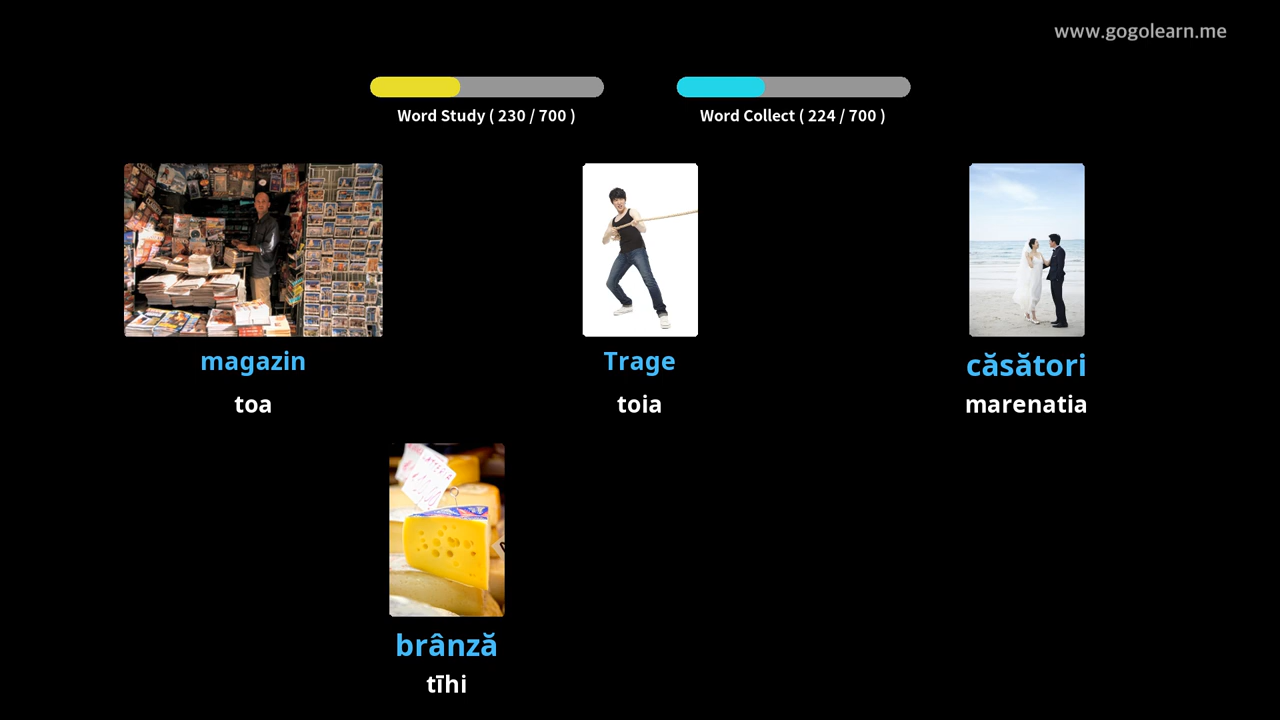 www.gogolearn.me
Word Study ( 230 / 700 )
Word Collect ( 224 / 700 )
magazin
Trage
căsători
toa
toia
marenatia
brânză
tīhi